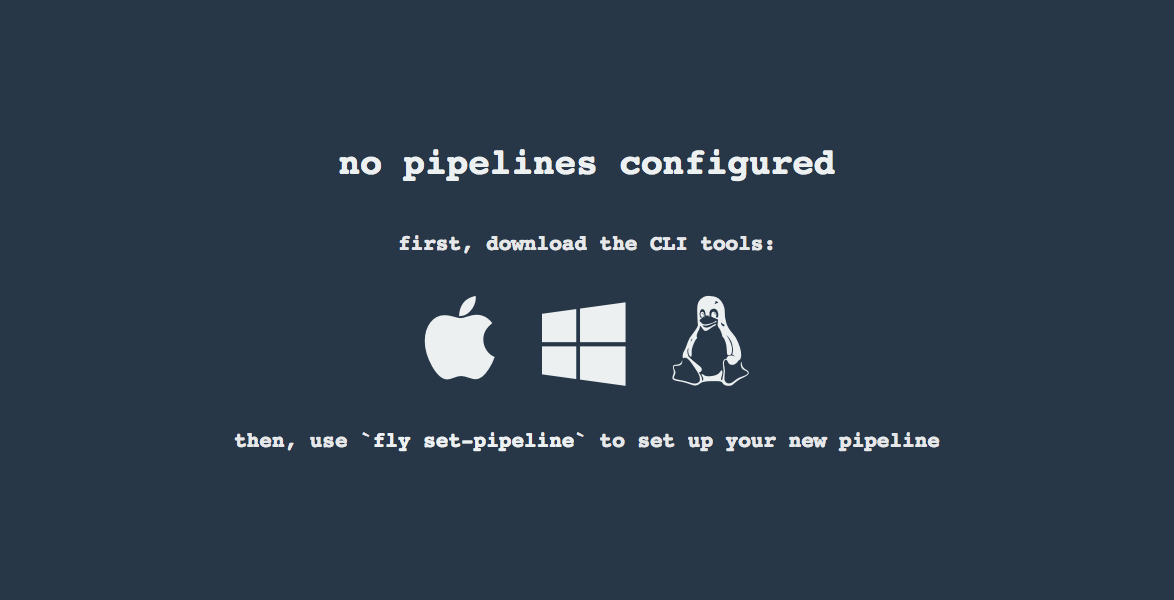 no pipelines configured
first, download the CLI tools:
then, use `fly set-pipeline` to set up your new pipeline